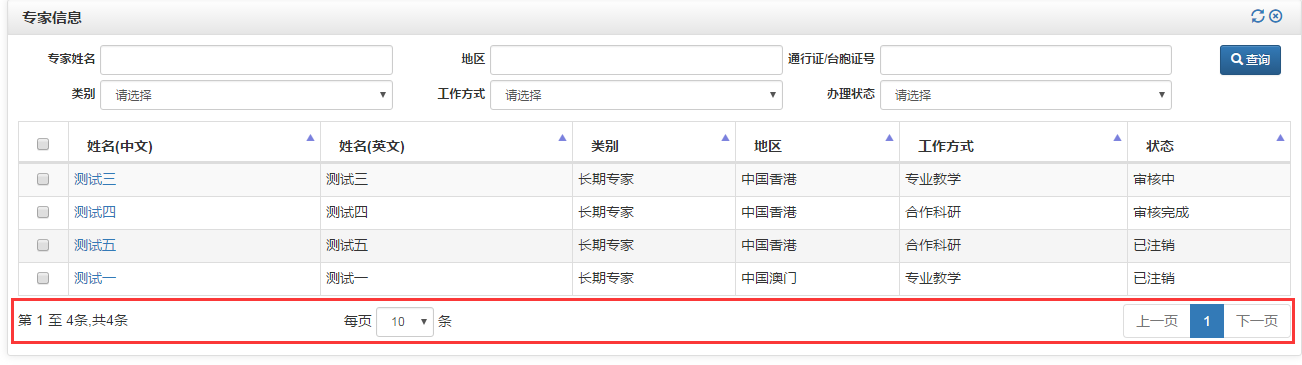 专家信息
专家姓名 地区 通行证/台胞证号 查询
类别 请选择 工作方式 请选择 办理状态 请选择
姓名(中文) 姓名(英文) 类别 地区 工作方式 状态
测试三 测试三 长期专家 中国香港 专业教学 审核中
测试四 测试四 长期专家 中国香港 合作科研 审核完成
测试五 测试五 长期专家 中国香港 合作科研 已注销
测试一 测试一 长期专家 中国澳门 专业教学 已注销
第 1 至 4条,共4条 每页 10 条 上一页 1 下一页